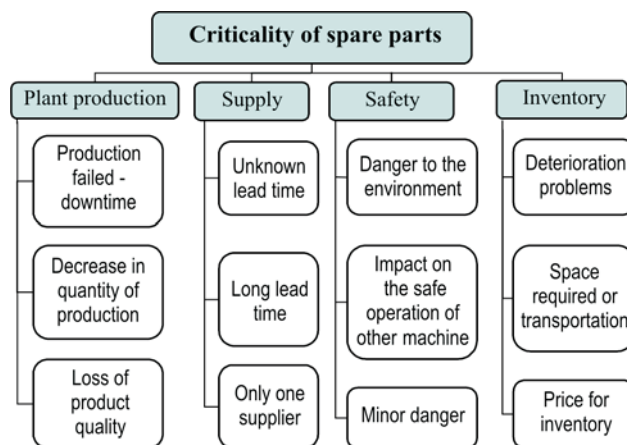 Criticality of spare parts
Plant production
Supply
Safety
Inventory
Production
failed -
downtime
Decrease in
quantity of
production
Loss of
product
quality
Unknown
lead time
Long lead
time
Only one
supplier
Danger to the
environment
Impact on
the safe
operation of
other machine
Minor danger
Deterioration
problems
Space
required or
transportation
Price for
inventory